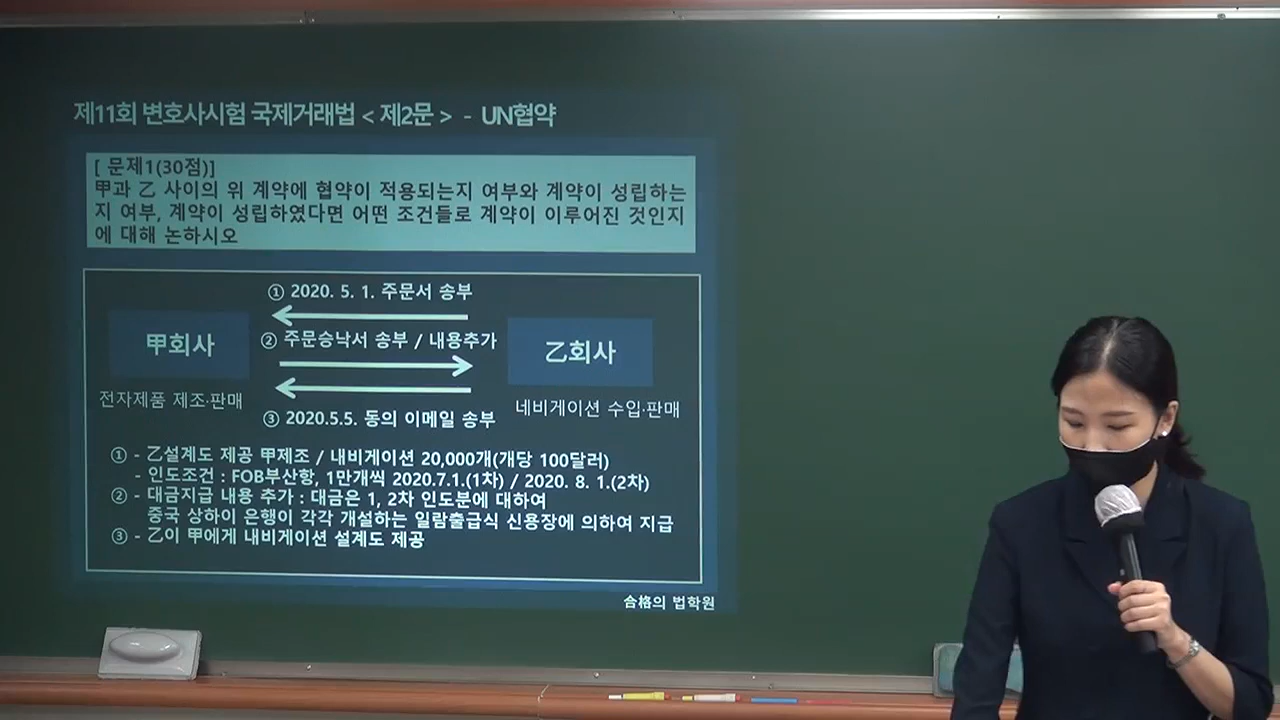 제11회 변호사시험 국제거래법 < 제2문 > - UN협약
[ 문제1(30점)]
甲과 乙 사이의 위 계약에 협약이 적용되는지 여부와 계약이 성립하는
지 여부, 계약이 성립하였다면 어떤 조건들로 계약이 이루어진 것인지
에 대해 논하시오
① 2020. 5. 1. 주문서 송부
② 주문승낙서 송부 / 내용추가
甲회사
乙회사
전자제품 제조·판매
네비게이션 수입·판매
③ 2020.5.5. 동의 이메일 송부
① - 乙설계도 제공 甲제조 / 내비게이션 20,000개(개당 100달러)
- 인도조건 : FOB부산항, 1만개씩 2020.7.1.(1차) / 2020. 8. 1.(2차)
② - 대금지급 내용 추가 : 대금은 1, 2차 인도분에 대하여
중국 상하이 은행이 각각 개설하는 일람출급식 신용장에 의하여 지급
③ - 乙이 甲에게 내비게이션 설계도 제공
合格의 법학원